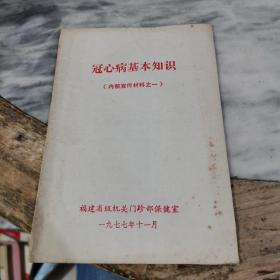 冠心病基本知识
（内部宣传材料之一）
福建省级机关门诊部保健室
一九七七年十一月